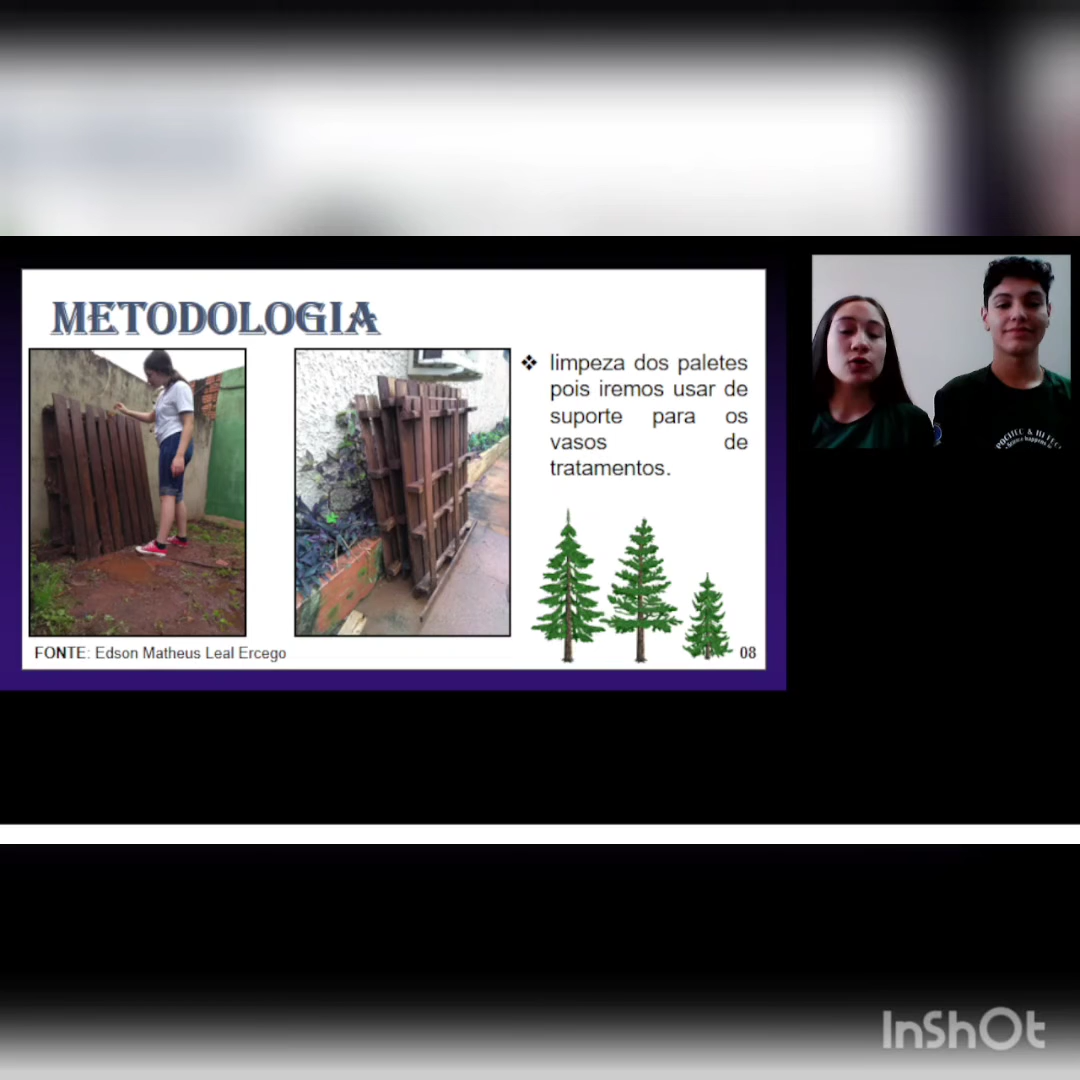 METODOLOGIA
❖ limpeza dos paletes
pois iremos usar de
suporte para os
vasos de
tratamentos.
FONTE: Edson Matheus Leal Ercego
08
InShOt